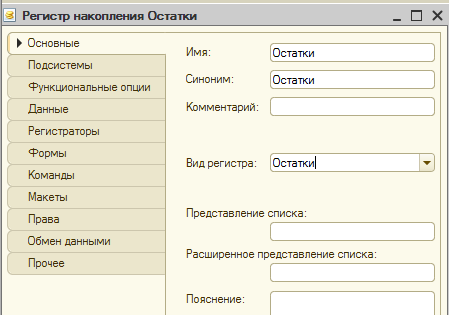 Регистр накопления Остатки
Основные
Подсистемы
Функциональные опции
Данные
Регистраторы
Формы
Команды
Макеты
Права
Обмен данными
Прочее
Имя: Остатки
Синоним: Остатки
Комментарий:
Вид регистра: Остатки
Представление списка:
Расширенное представление списка:
Пояснение: